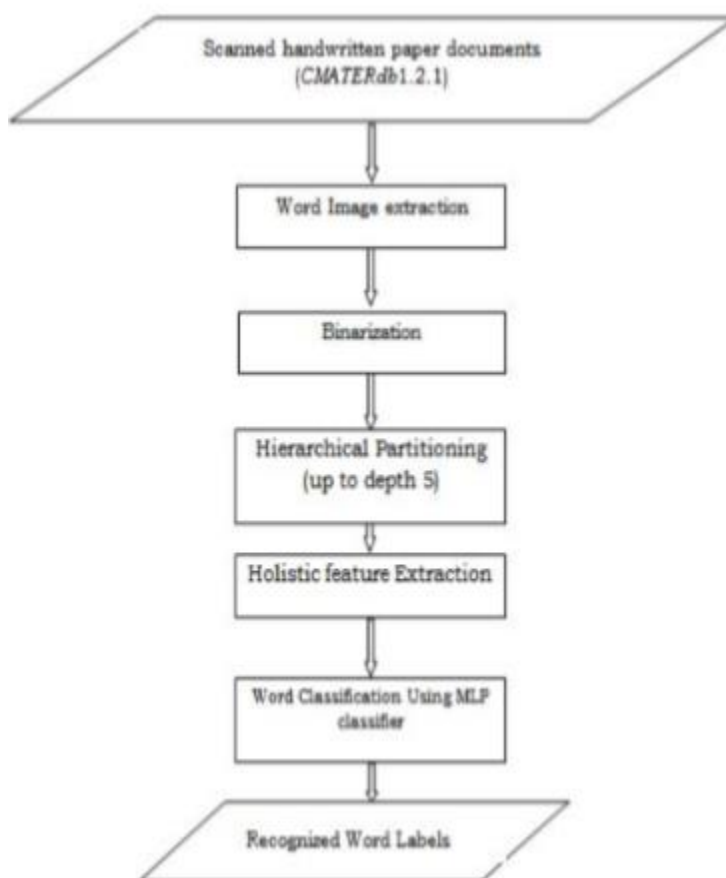 Scanned handwritten paper documents
(CMATERdb1.2.1)
Word Image extraction
Binarization
Hierarchical Partitioning
(up to depth 5)
Holistic feature Extraction
Word Classification Using MLP
classifier
Recognized Word Labels